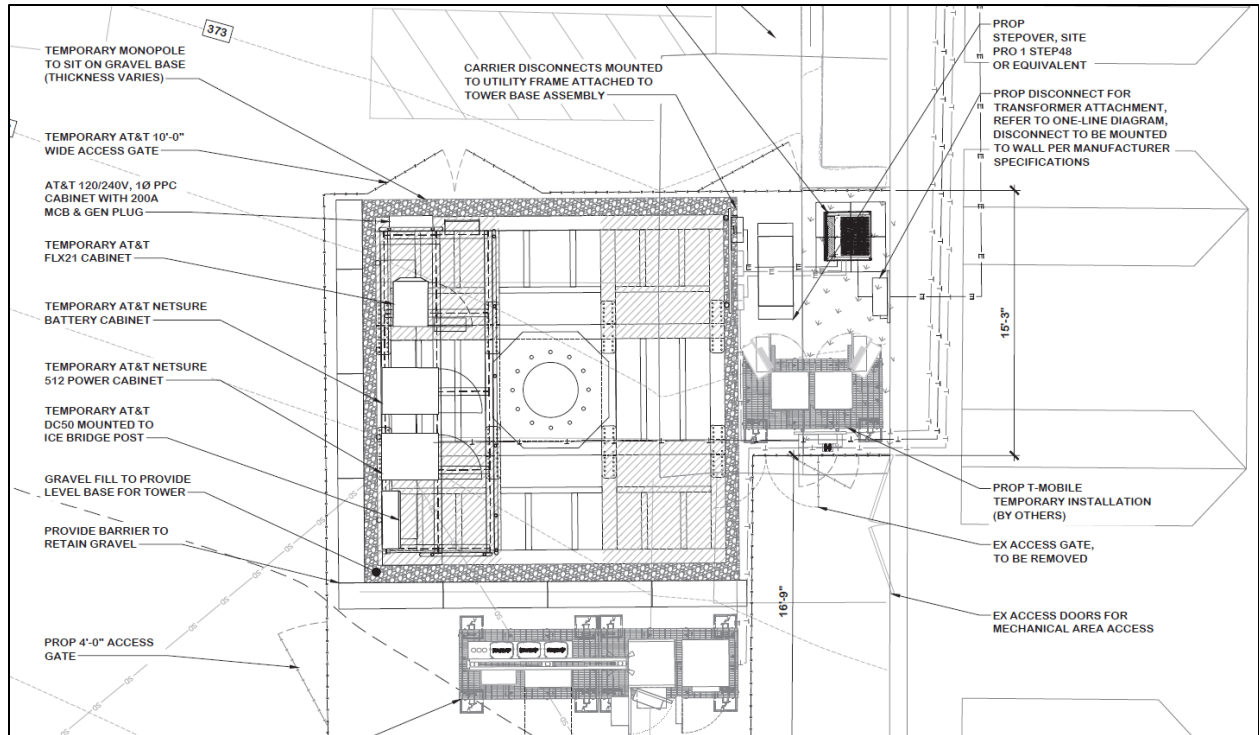 373
TEMPORARY MONOPOLE
TO SIT ON GRAVEL BASE
(THICKNESS VARIES)
TEMPORARY AT&T 10'-0"
WIDE ACCESS GATE
AT&T 120/240V, 1Ø PPC
CABINET WITH 200A
MCB & GEN PLUG
TEMPORARY AT&T
FLX21 CABINET
TEMPORARY AT&T NETSURE
BATTERY CABINET
TEMPORARY AT&T NETSURE
512 POWER CABINET
TEMPORARY AT&T
DC50 MOUNTED TO
ICE BRIDGE POST
GRAVEL FILL TO PROVIDE
LEVEL BASE FOR TOWER
PROVIDE BARRIER TO
RETAIN GRAVEL
PROP 4'-0" ACCESS
GATE
CARRIER DISCONNECTS MOUNTED
TO UTILITY FRAME ATTACHED TO
TOWER BASE ASSEMBLY
PROP
STEPOVER, SITE
PRO 1 STEP48
OR EQUIVALENT
PROP DISCONNECT FOR
TRANSFORMER ATTACHMENT,
REFER TO ONE-LINE DIAGRAM,
DISCONNECT TO BE MOUNTED
TO WALL PER MANUFACTURER
SPECIFICATIONS
15'-3"
PROP T-MOBILE
TEMPORARY INSTALLATION
(BY OTHERS)
EX ACCESS GATE,
TO BE REMOVED
EX ACCESS DOORS FOR
MECHANICAL AREA ACCESS
16'-9"